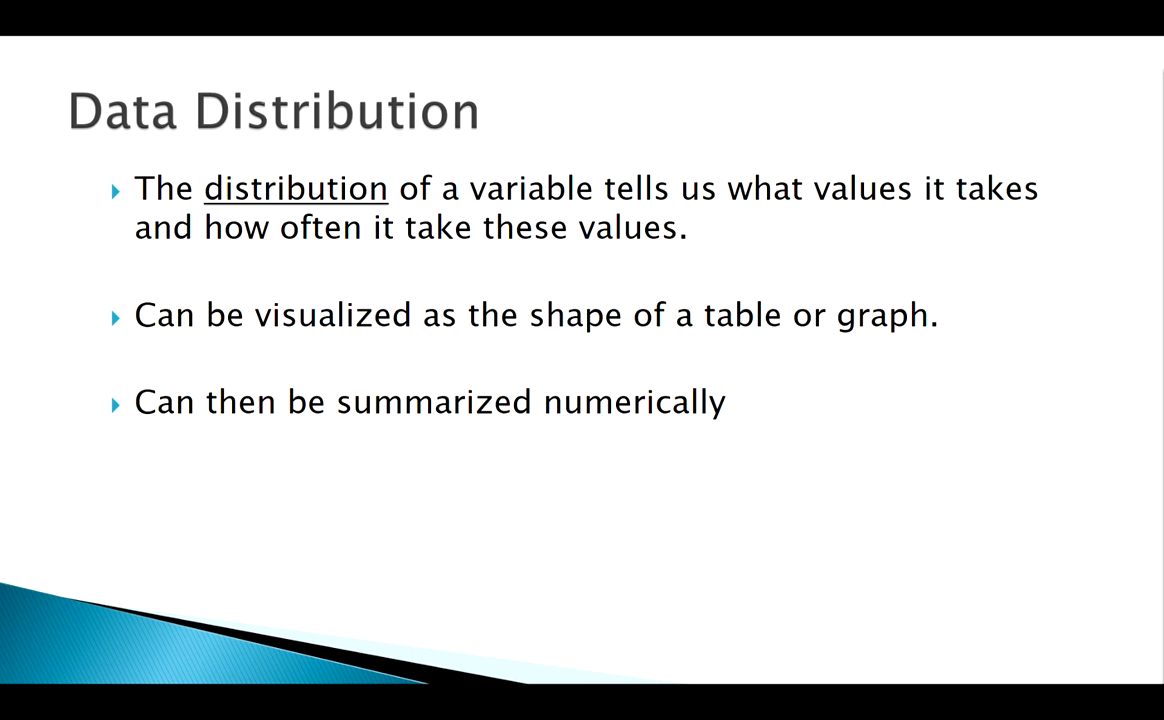 Data Distribution
The distribution of a variable tells us what values it takes
and how often it take these values.
Can be visualized as the shape of a table or graph.
Can then be summarized numerically